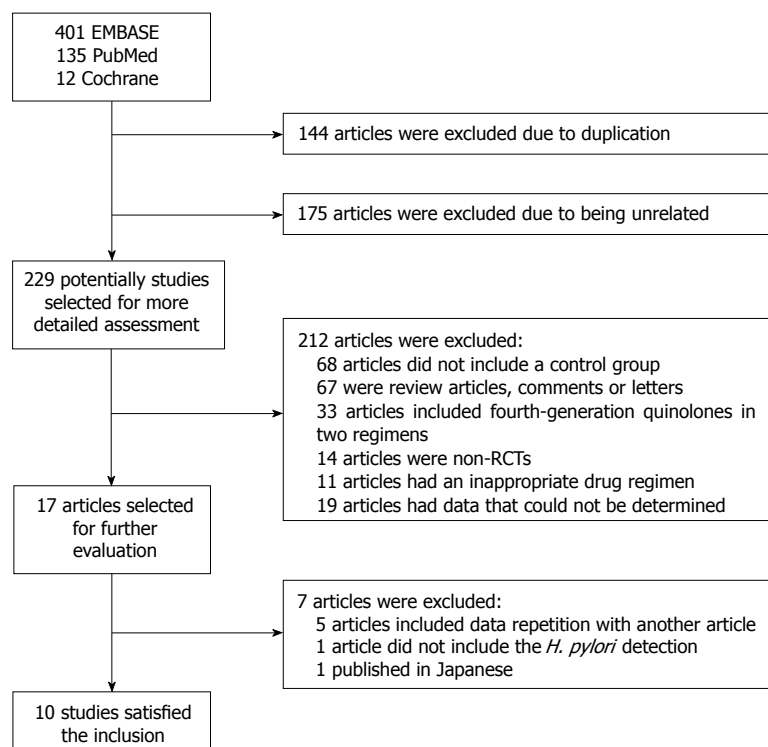 401 EMBASE
135 PubMed
12 Cochrane
144 articles were excluded due to duplication
175 articles were excluded due to being unrelated
229 potentially studies
selected for more
detailed assessment
212 articles were excluded:
68 articles did not include a control group
67 were review articles, comments or letters
33 articles included fourth-generation quinolones in
two regimens
14 articles were non-RCTs
11 articles had an inappropriate drug regimen
19 articles had data that could not be determined
17 articles selected
for further
evaluation
7 articles were excluded:
5 articles included data repetition with another article
1 article did not include the H. pylori detection
1 published in Japanese
10 studies satisfied
the inclusion